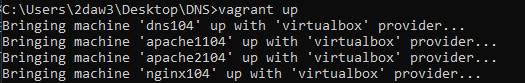 C:\Users\2daw3\Desktop\DNS>vagrant up
Bringing machine 'dns104' up with 'virtualbox' provider...
Bringing machine 'apache1104' up with 'virtualbox' provider...
Bringing machine 'apache2104' up with 'virtualbox' provider...
Bringing machine 'nginx104' up with 'virtualbox' provider...